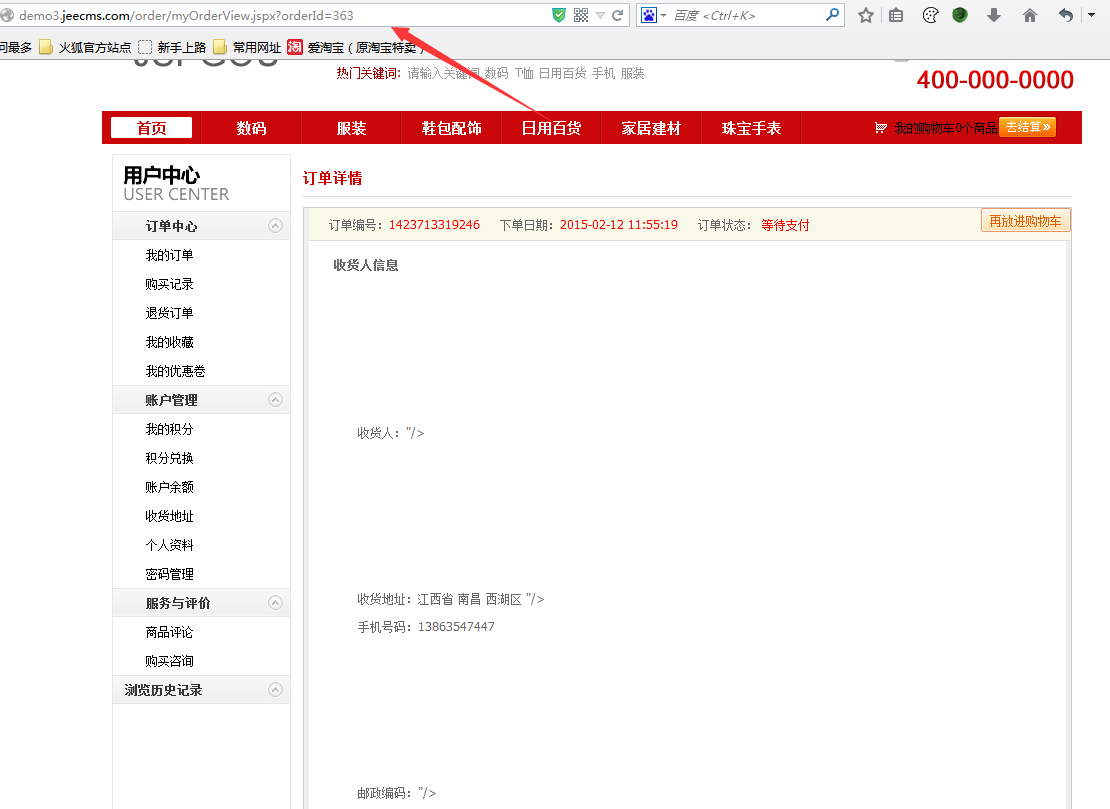 demo3.jeecms.com/order/myOrderView.jspx?orderId=363
百度 <Ctrl+K>
问最多 火狐官方站点 新手上路 常用网址 淘 爱淘宝（原淘宝特卖）
热门关键词：请输入关键词 数码 T恤 日用百货 手机 服装
400-000-0000
首页 数码 服装 鞋包配饰 日用百货 家居建材 珠宝手表 我的购物车0个商品 去结算»
用户中心
USER CENTER
订单中心
我的订单
购买记录
退货订单
我的收藏
我的优惠卷
账户管理
我的积分
积分兑换
账户余额
收货地址
个人资料
密码管理
服务与评价
商品评论
购买咨询
浏览历史记录
订单详情
订单编号：1423713319246 下单日期：2015-02-12 11:55:19 订单状态：等待支付 再放进购物车
收货人信息
收货人："/>
收货地址：江西省 南昌 西湖区 "/>
手机号码：13863547447
邮政编码："/>